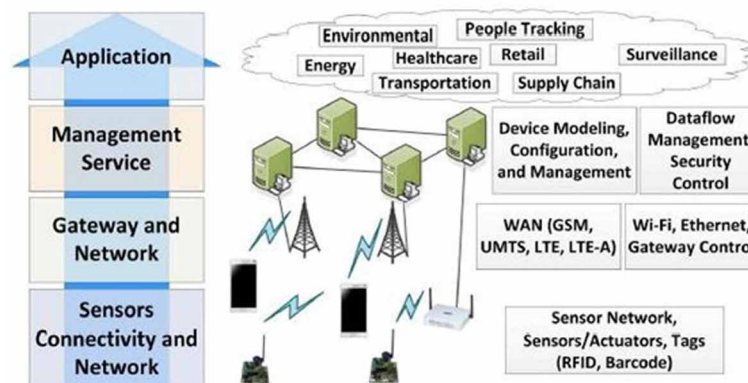 Application
Management
Service
Gateway and
Network
Sensors
Connectivity and
Network
Environmental
People Tracking
Energy
Healthcare
Retail
Surveillance
Transportation
Supply Chain
Device Modeling,
Configuration,
and Management
Dataflow
Management
Security
Control
WAN (GSM,
UMTS, LTE, LTE-A)
Wi-Fi, Ethernet,
Gateway Control
Sensor Network,
Sensors/Actuators, Tags
(RFID, Barcode)